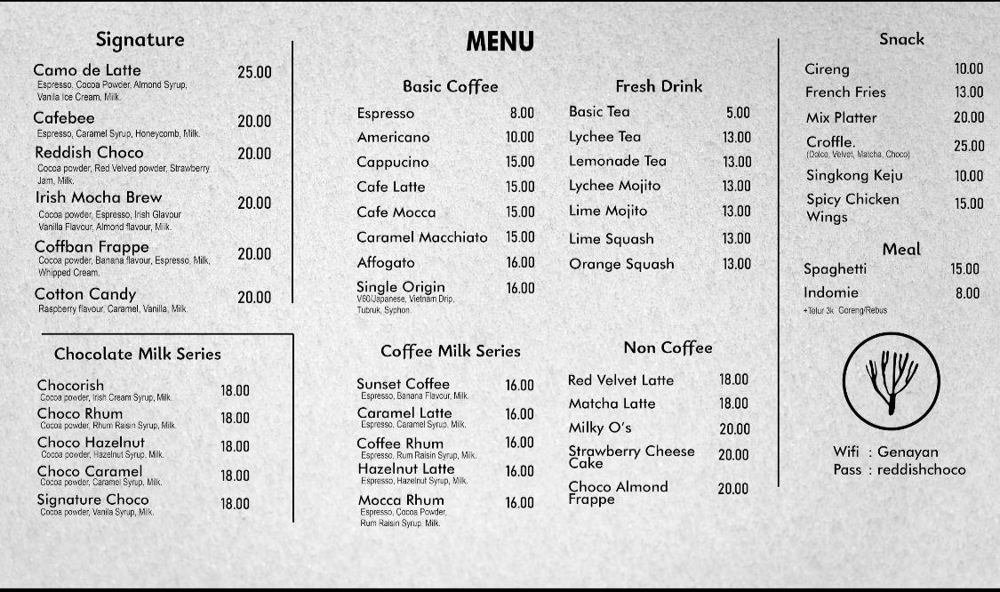 Signature
Camo de Latte 25.00
Espresso, Cocoa Powder, Almond Syrup,
Vanila Ice Cream, Milk.
Cafebee 20.00
Espresso, Caramel Syrup, Honeycomb, Milk.
Reddish Choco 20.00
Cocoa powder, Red Velved powder, Strawberry
Jam, Milk.
Irish Mocha Brew 20.00
Cocoa powder, Espresso, Irish Glavour
Vanilla Flavour, Almond flavour, Milk.
Coffban Frappe 20.00
Cocoa powder, Banana flavour, Espresso, Milk,
Whipped Cream.
Cotton Candy 20.00
Raspberry flavour, Caramel, Vanilla, Milk.
Chocolate Milk Series
Chocorish 18.00
Cocoa powder, Irish Cream Syrup, Milk.
Choco Rhum 18.00
Cocoa powder, Rhum Raisin Syrup, Milk.
Choco Hazelnut 18.00
Cocoa powder, Hazelnut Syrup, Milk.
Choco Caramel 18.00
Cocoa powder, Caramel Syrup, Milk.
Signature Choco 18.00
Cocoa powder, Vanila Syrup, Milk.
MENU
Basic Coffee
Espresso 8.00
Americano 10.00
Cappucino 15.00
Cafe Latte 15.00
Cafe Mocca 15.00
Caramel Macchiato 15.00
Affogato 16.00
Single Origin 16.00
V60/Japanese, Vietnam Drip,
Tubruk, Syphon.
Coffee Milk Series
Sunset Coffee 16.00
Espresso, Banana Flavour, Milk.
Caramel Latte 16.00
Espresso, Caramel Syrup, Milk.
Coffee Rhum 16.00
Espresso, Rum Raisin Syrup, Milk.
Hazelnut Latte 16.00
Espresso, Hazelnut Syrup, Milk.
Mocca Rhum 16.00
Espresso, Cocoa Powder,
Rum Raisin Syrup, Milk.
Fresh Drink
Basic Tea 5.00
Lychee Tea 13.00
Lemonade Tea 13.00
Lychee Mojito 13.00
Lime Mojito 13.00
Lime Squash 13.00
Orange Squash 13.00
Non Coffee
Red Velvet Latte 18.00
Matcha Latte 18.00
Milky O's 20.00
Strawberry Cheese 20.00
Cake
Choco Almond 20.00
Frappe
Snack
Cireng 10.00
French Fries 13.00
Mix Platter 20.00
Croffle. 25.00
(Dolce, Velvet, Matcha, Choco)
Singkong Keju 10.00
Spicy Chicken 15.00
Wings
Meal
Spaghetti 15.00
Indomie 8.00
+Telur 3k Goreng/Rebus
Wifi : Genayan
Pass : reddishchoco